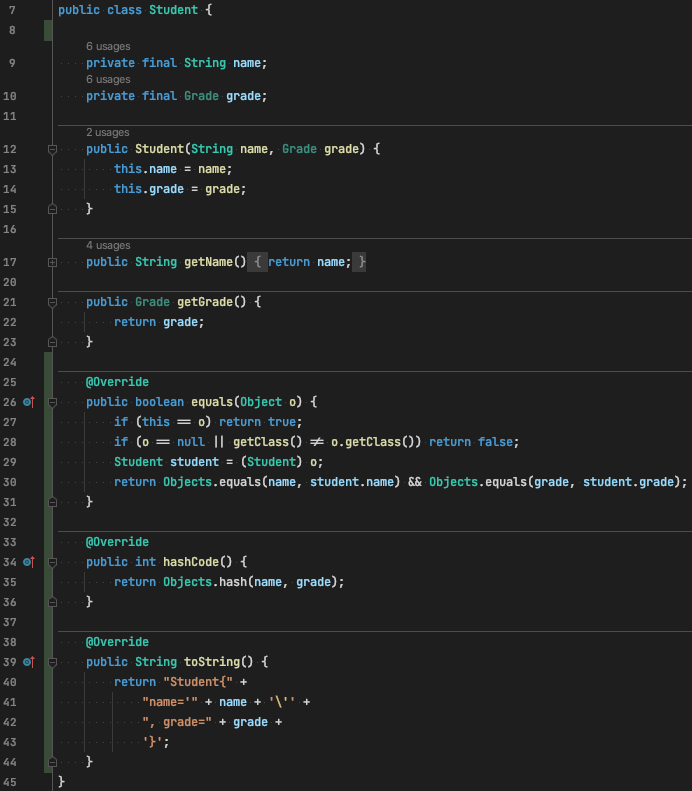 7 public class Student {
8
6 usages
9 private final String name;
6 usages
10 private final Grade grade;
11
2 usages
12 public Student(String name, Grade grade) {
13 this.name = name;
14 this.grade = grade;
15 }
16
4 usages
17 public String getName() { return name; }
20
21 public Grade getGrade() {
22 return grade;
23 }
24
25 @Override
26 public boolean equals(Object o) {
27 if (this == o) return true;
28 if (o == null || getClass() != o.getClass()) return false;
29 Student student = (Student) o;
30 return Objects.equals(name, student.name) && Objects.equals(grade, student.grade);
31 }
32
33 @Override
34 public int hashCode() {
35 return Objects.hash(name, grade);
36 }
37
38 @Override
39 public String toString() {
40 return "Student{" +
41 "name='" + name + '\'' +
42 ", grade=" + grade +
43 '}';
44 }
45 }